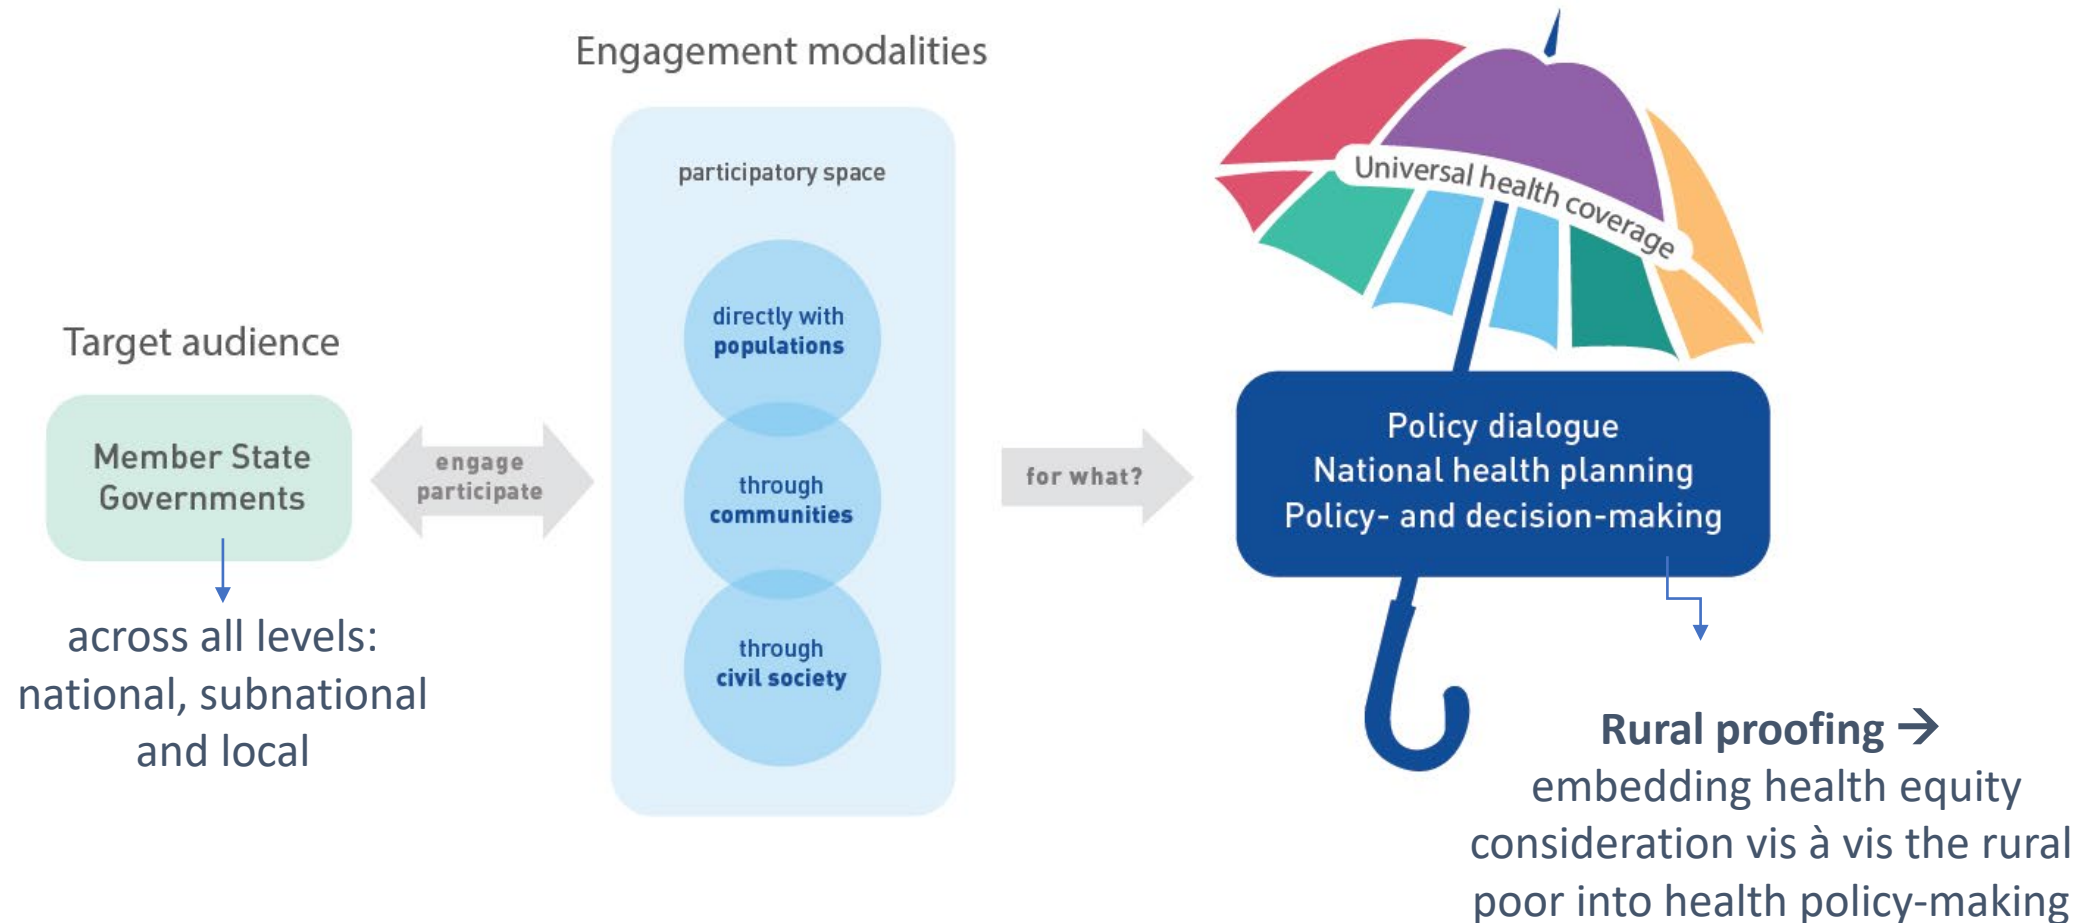 Engagement modalities
Target audience
Member State
Governments
across all levels:
national, subnational
and local
engage
participate
participatory space
directly with
populations
through
communities
through
civil society
for what?
Universal health coverage
Policy dialogue
National health planning
Policy- and decision-making
Rural proofing →
embedding health equity
consideration vis à vis the rural
poor into health policy-making